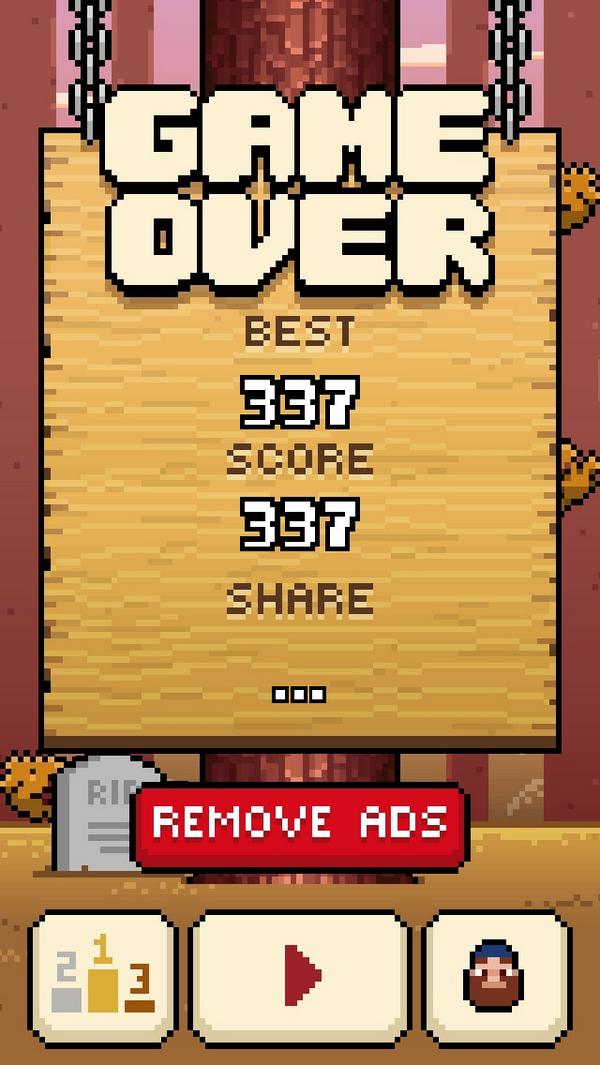 GAME
OVER
BEST
337
SCORE
337
SHARE
...
RIP
REMOVE ADS
2 1 3